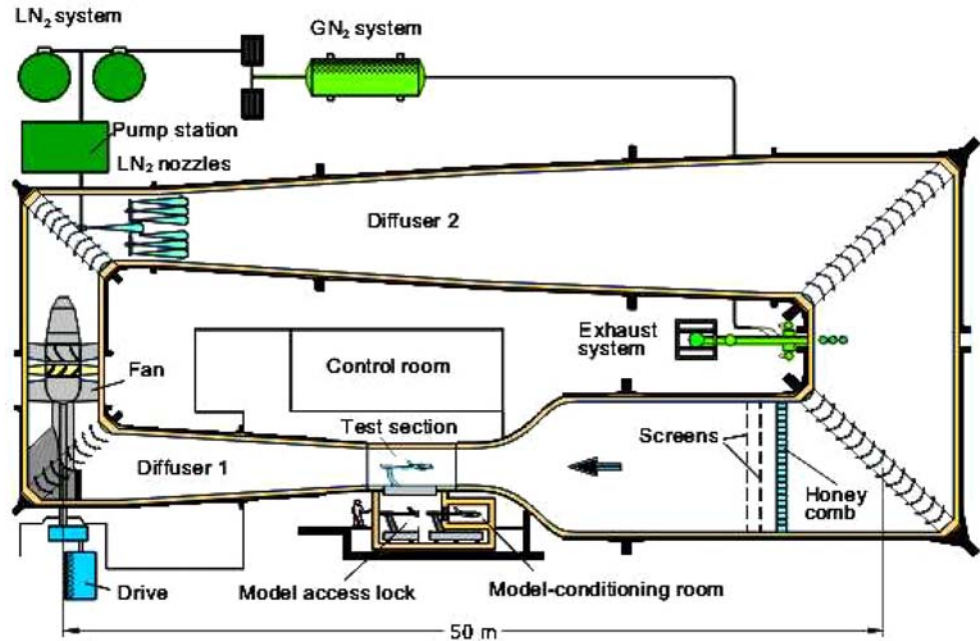 LN2 system
GN2 system
Pump station
LN2 nozzles
Diffuser 2
Exhaust
system
Fan
Control room
Test section
Screens
Diffuser 1
Honey
comb
Drive
Model access lock
Model-conditioning room
50 m